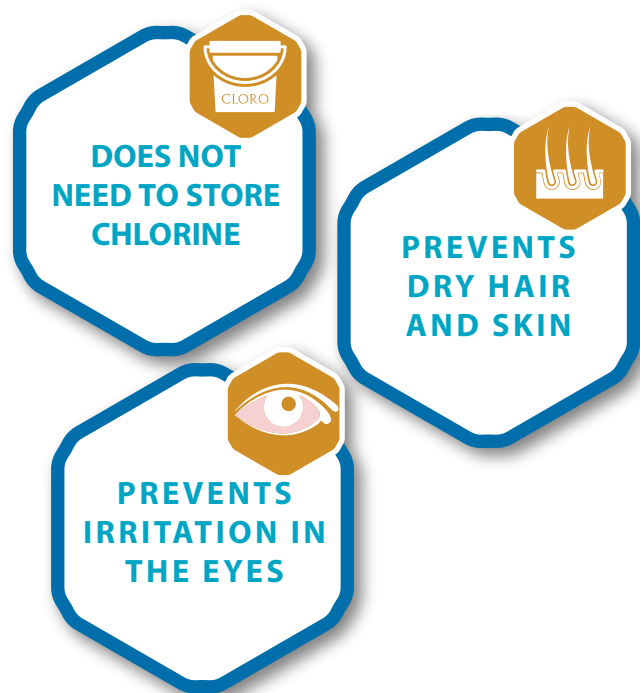 CLORO
DOES NOT
NEED TO STORE
CHLORINE
PREVENTS
DRY HAIR
AND SKIN
PREVENTS
IRRITATION IN
THE EYES